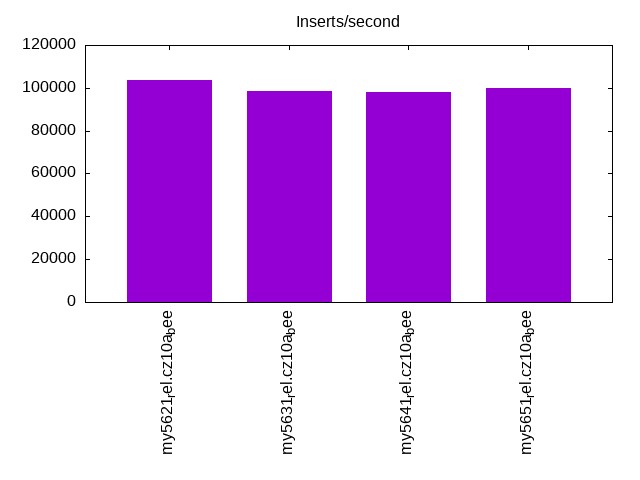 Inserts/second
120000
100000
80000
60000
40000
20000
0
my5621rel.cz10abee
my5631rel.cz10abee
my5641rel.cz10abee
my5651rel.cz10abee